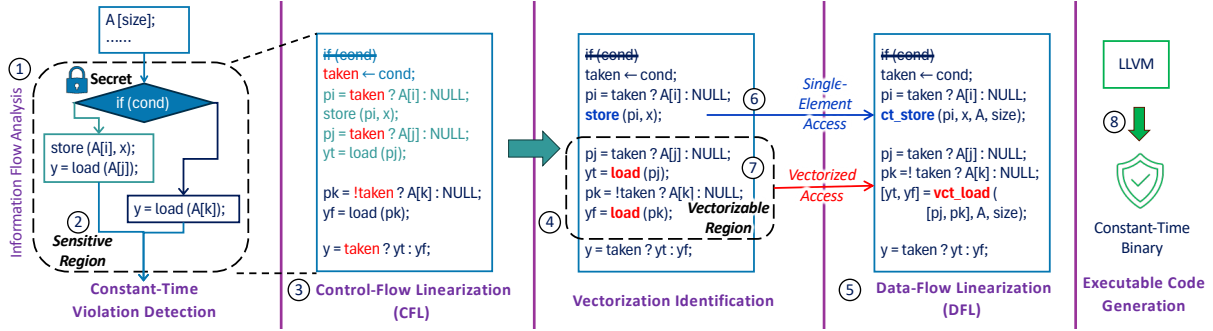 A [size];
......
1
Information Flow Analysis
Secret
if (cond)
store (A[i], x);
y = load (A[j]);
y = load (A[k]);
2
Sensitive
Region
Constant-Time
Violation Detection
if (cond)
taken ← cond;
pi = taken ? A[i] : NULL;
store (pi, x);
pj = taken ? A[j] : NULL;
yt = load (pj);
pk = !taken ? A[k] : NULL;
yf = load (pk);
y = taken ? yt : yf;
3
Control-Flow Linearization
(CFL)
if (cond)
taken ← cond;
pi = taken ? A[i] : NULL;
store (pi, x);
6
pj = taken ? A[j] : NULL;
yt = load (pj);
7
pk = !taken ? A[k] : NULL;
yf = load (pk);
4
Vectorizable
Region
y = taken ? yt : yf;
Vectorization Identification
Single-
Element
Access
Vectorized
Access
if (cond)
taken ← cond;
pi = taken ? A[i] : NULL;
ct_store (pi, x, A, size);
pj = taken ? A[j] : NULL;
pk =! taken ? A[k] : NULL;
[yt, yf] = vct_load (
[pj, pk], A, size);
y = taken ? yt : yf;
5
Data-Flow Linearization
(DFL)
LLVM
8
Constant-Time
Binary
Executable Code
Generation